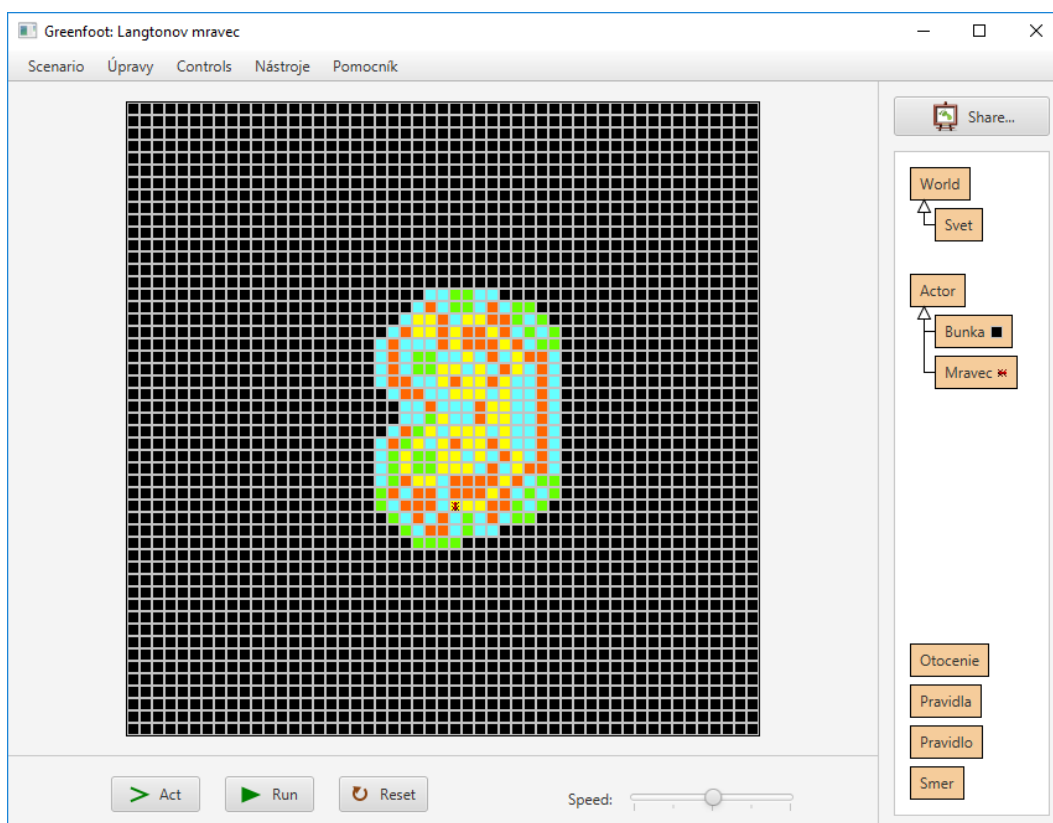 Greenfoot: Langtonov mravec
Scenario Úpravy Controls Nástroje Pomocník
Share...
World
Svet
Actor
Bunka
Mravec
Otocenie
Pravidla
Pravidlo
Smer
Act Run Reset Speed: